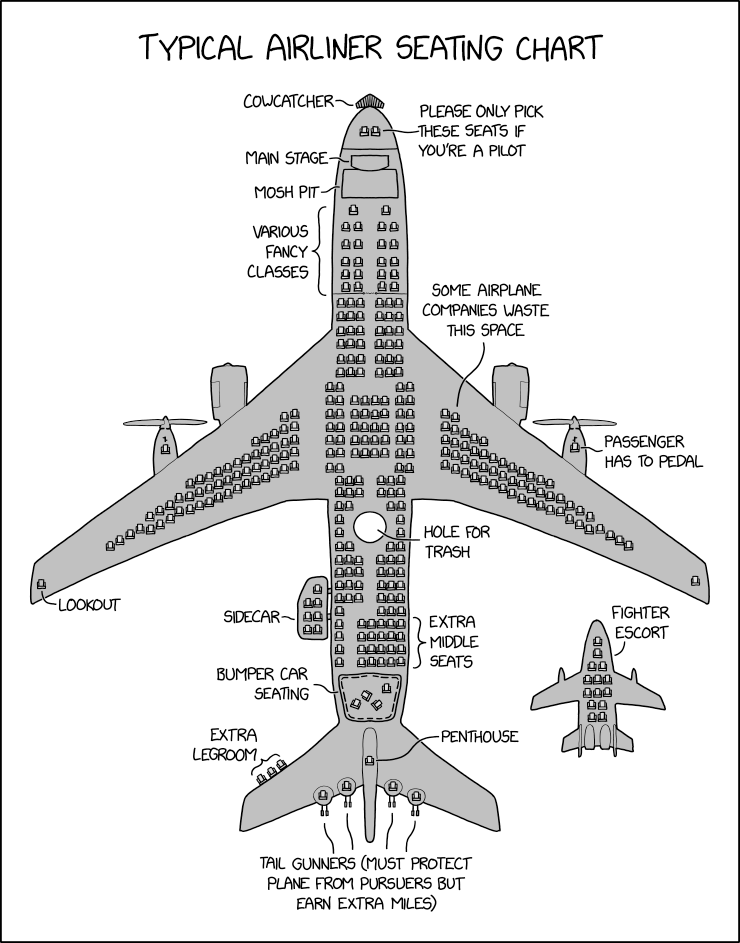 TYPICAL AIRLINER SEATING CHART
COWCATCHER
PLEASE ONLY PICK
THESE SEATS IF
YOU'RE A PILOT
MAIN STAGE
MOSH PIT
VARIOUS
FANCY
CLASSES
SOME AIRPLANE
COMPANIES WASTE
THIS SPACE
PASSENGER
HAS TO PEDAL
HOLE FOR
TRASH
LOOKOUT
SIDECAR
EXTRA
MIDDLE
SEATS
FIGHTER
ESCORT
BUMPER CAR
SEATING
EXTRA
LEGROOM
PENTHOUSE
TAIL GUNNERS (MUST PROTECT
PLANE FROM PURSUERS BUT
EARN EXTRA MILES)